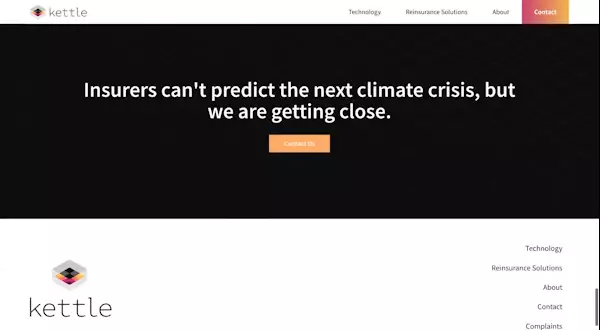 kettle
Technology
Reinsurance Solutions
About
Contact
Insurers can't predict the next climate crisis, but
we are getting close.
Contact Us
kettle
Technology
Reinsurance Solutions
About
Contact
Complaints